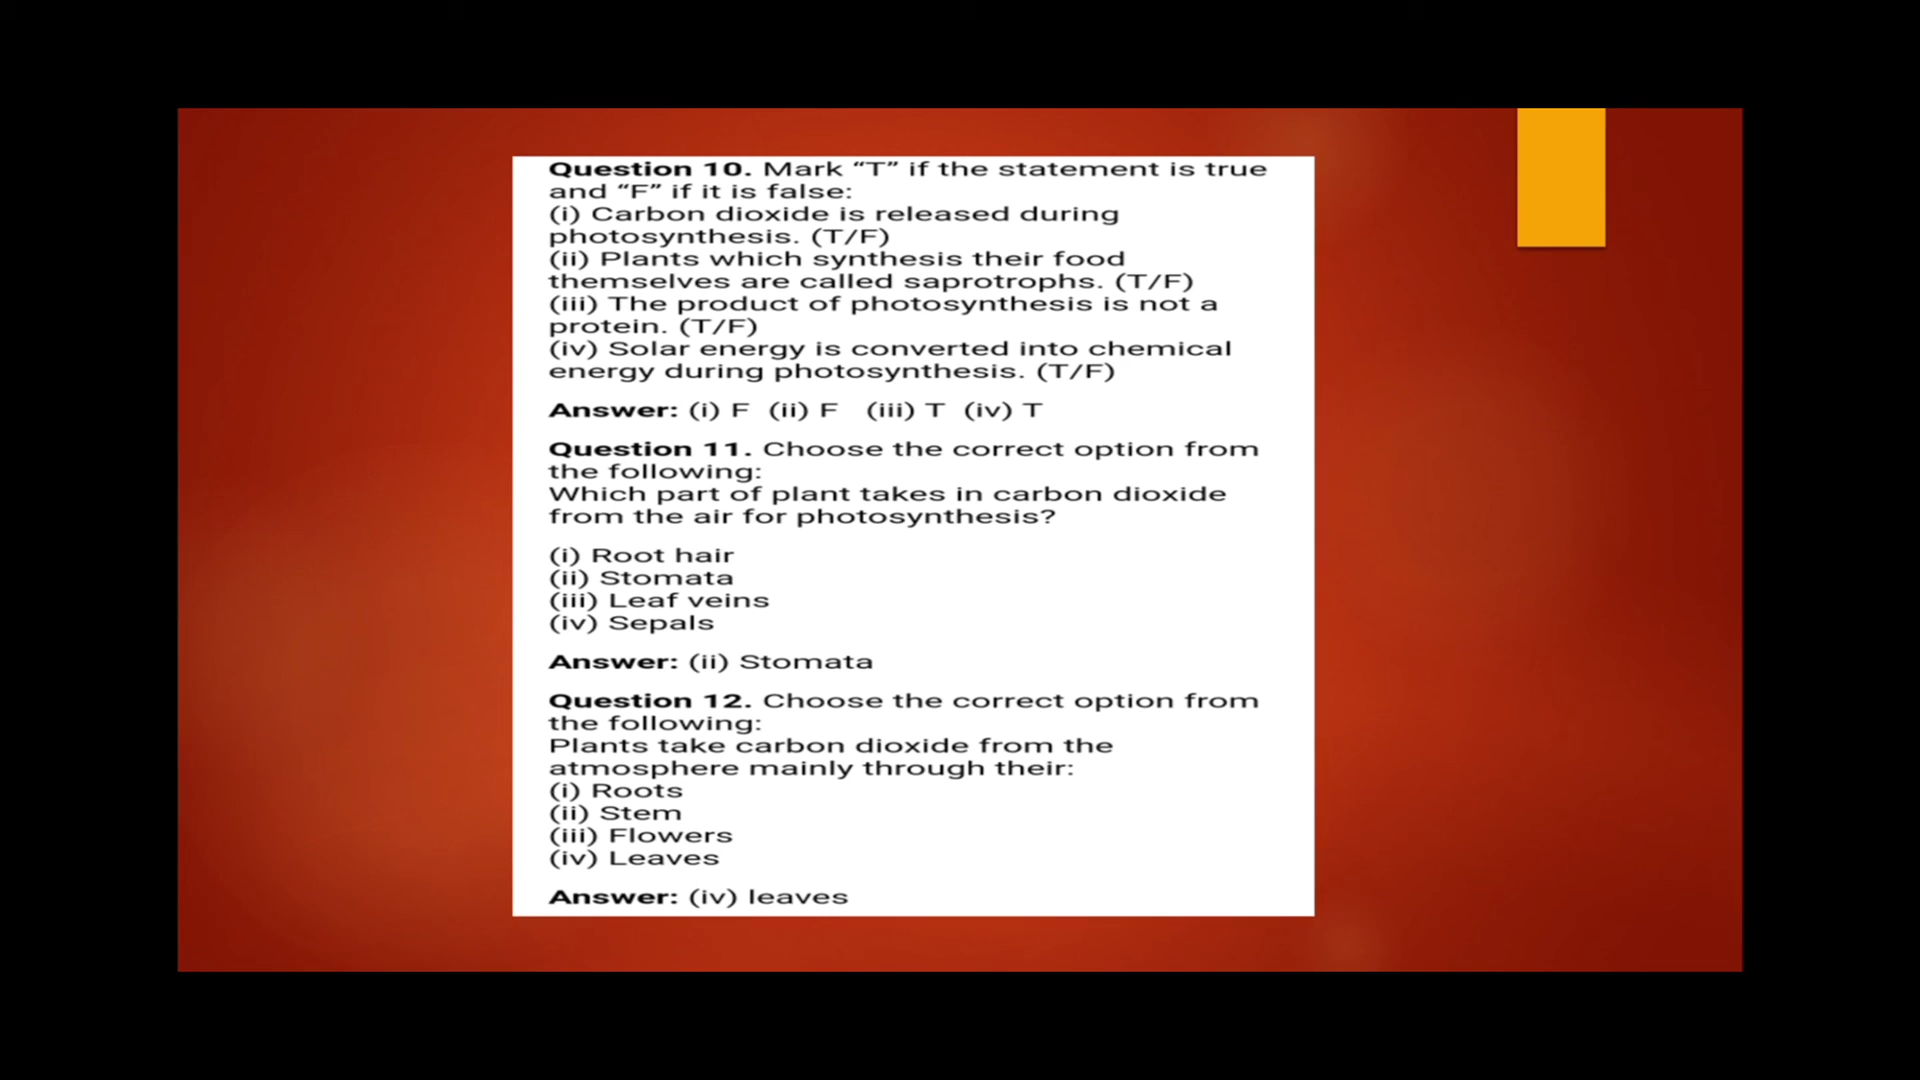 Question 10. Mark “T” if the statement is true
and “F” if it is false:
(i) Carbon dioxide is released during
photosynthesis. (T/F)
(ii) Plants which synthesis their food
themselves are called saprotrophs. (T/F)
(iii) The product of photosynthesis is not a
protein. (T/F)
(iv) Solar energy is converted into chemical
energy during photosynthesis. (T/F)
Answer: (i) F (ii) F (iii) T (iv) T
Question 11. Choose the correct option from
the following:
Which part of plant takes in carbon dioxide
from the air for photosynthesis?
(i) Root hair
(ii) Stomata
(iii) Leaf veins
(iv) Sepals
Answer: (ii) Stomata
Question 12. Choose the correct option from
the following:
Plants take carbon dioxide from the
atmosphere mainly through their:
(i) Roots
(ii) Stem
(iii) Flowers
(iv) Leaves
Answer: (iv) leaves